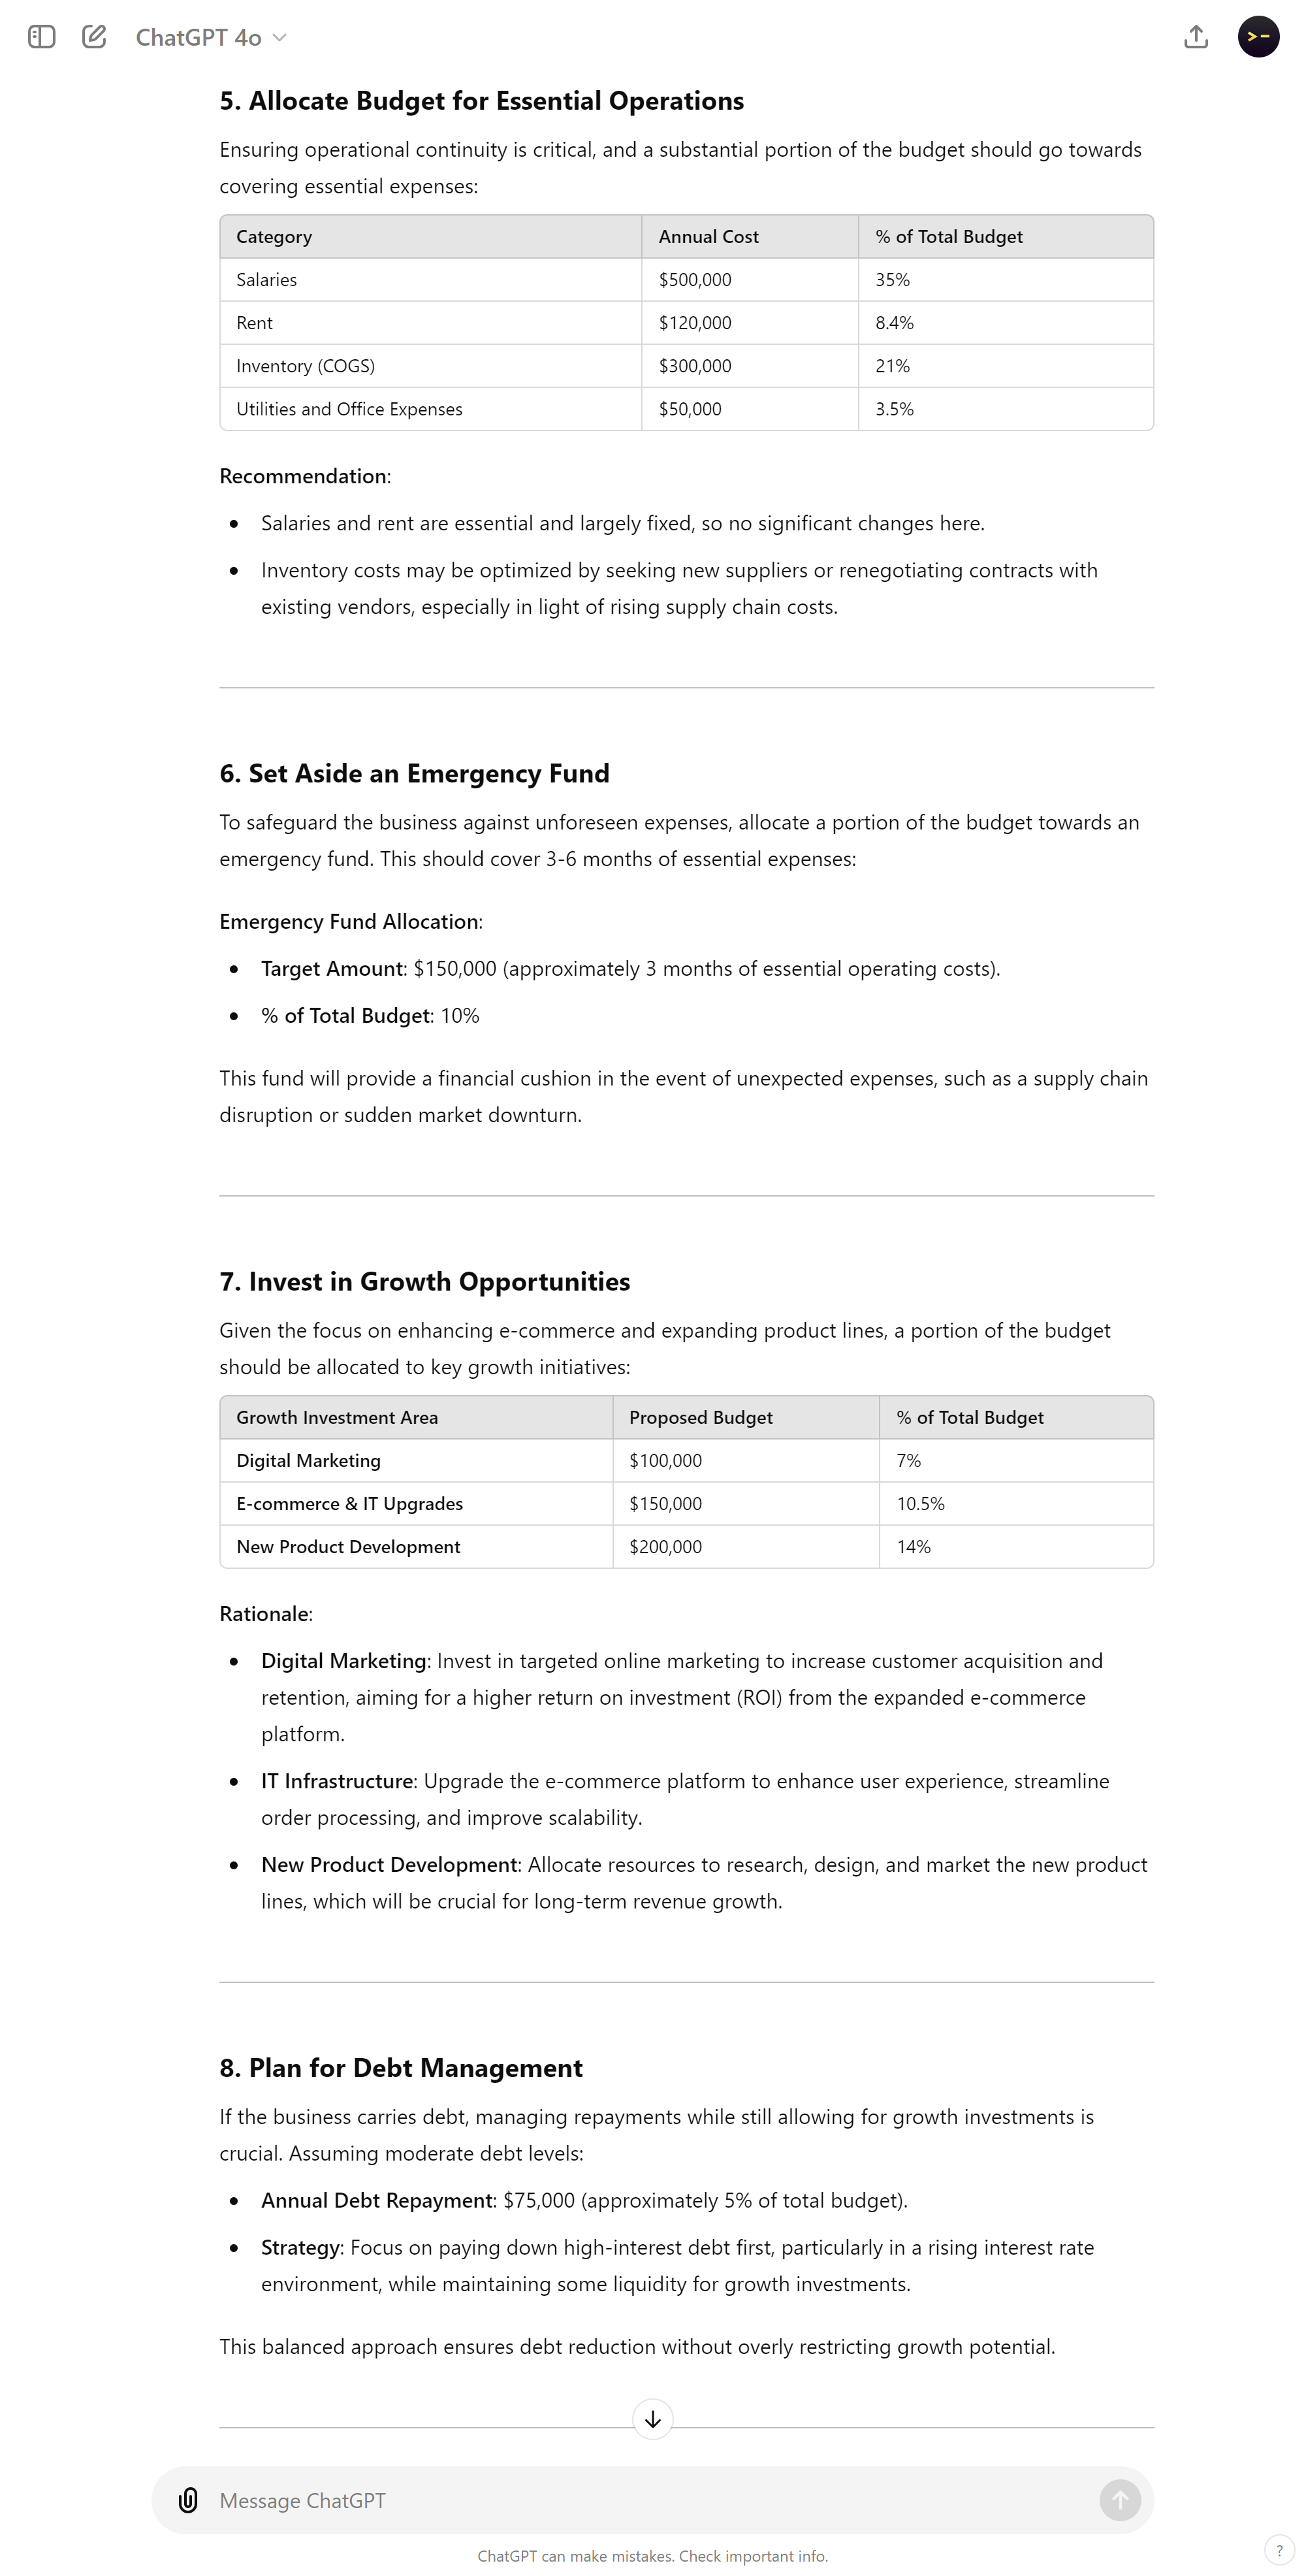 ChatGPT 4o
5. Allocate Budget for Essential Operations
Ensuring operational continuity is critical, and a substantial portion of the budget should go towards
covering essential expenses:
Category Annual Cost % of Total Budget
Salaries $500,000 35%
Rent $120,000 8.4%
Inventory (COGS) $300,000 21%
Utilities and Office Expenses $50,000 3.5%
Recommendation:
• Salaries and rent are essential and largely fixed, so no significant changes here.
• Inventory costs may be optimized by seeking new suppliers or renegotiating contracts with
existing vendors, especially in light of rising supply chain costs.
6. Set Aside an Emergency Fund
To safeguard the business against unforeseen expenses, allocate a portion of the budget towards an
emergency fund. This should cover 3-6 months of essential expenses:
Emergency Fund Allocation:
• Target Amount: $150,000 (approximately 3 months of essential operating costs).
• % of Total Budget: 10%
This fund will provide a financial cushion in the event of unexpected expenses, such as a supply chain
disruption or sudden market downturn.
7. Invest in Growth Opportunities
Given the focus on enhancing e-commerce and expanding product lines, a portion of the budget
should be allocated to key growth initiatives:
Growth Investment Area Proposed Budget % of Total Budget
Digital Marketing $100,000 7%
E-commerce & IT Upgrades $150,000 10.5%
New Product Development $200,000 14%
Rationale:
• Digital Marketing: Invest in targeted online marketing to increase customer acquisition and
retention, aiming for a higher return on investment (ROI) from the expanded e-commerce
platform.
• IT Infrastructure: Upgrade the e-commerce platform to enhance user experience, streamline
order processing, and improve scalability.
• New Product Development: Allocate resources to research, design, and market the new product
lines, which will be crucial for long-term revenue growth.
8. Plan for Debt Management
If the business carries debt, managing repayments while still allowing for growth investments is
crucial. Assuming moderate debt levels:
• Annual Debt Repayment: $75,000 (approximately 5% of total budget).
• Strategy: Focus on paying down high-interest debt first, particularly in a rising interest rate
environment, while maintaining some liquidity for growth investments.
This balanced approach ensures debt reduction without overly restricting growth potential.
Message ChatGPT
ChatGPT can make mistakes. Check important info.
?